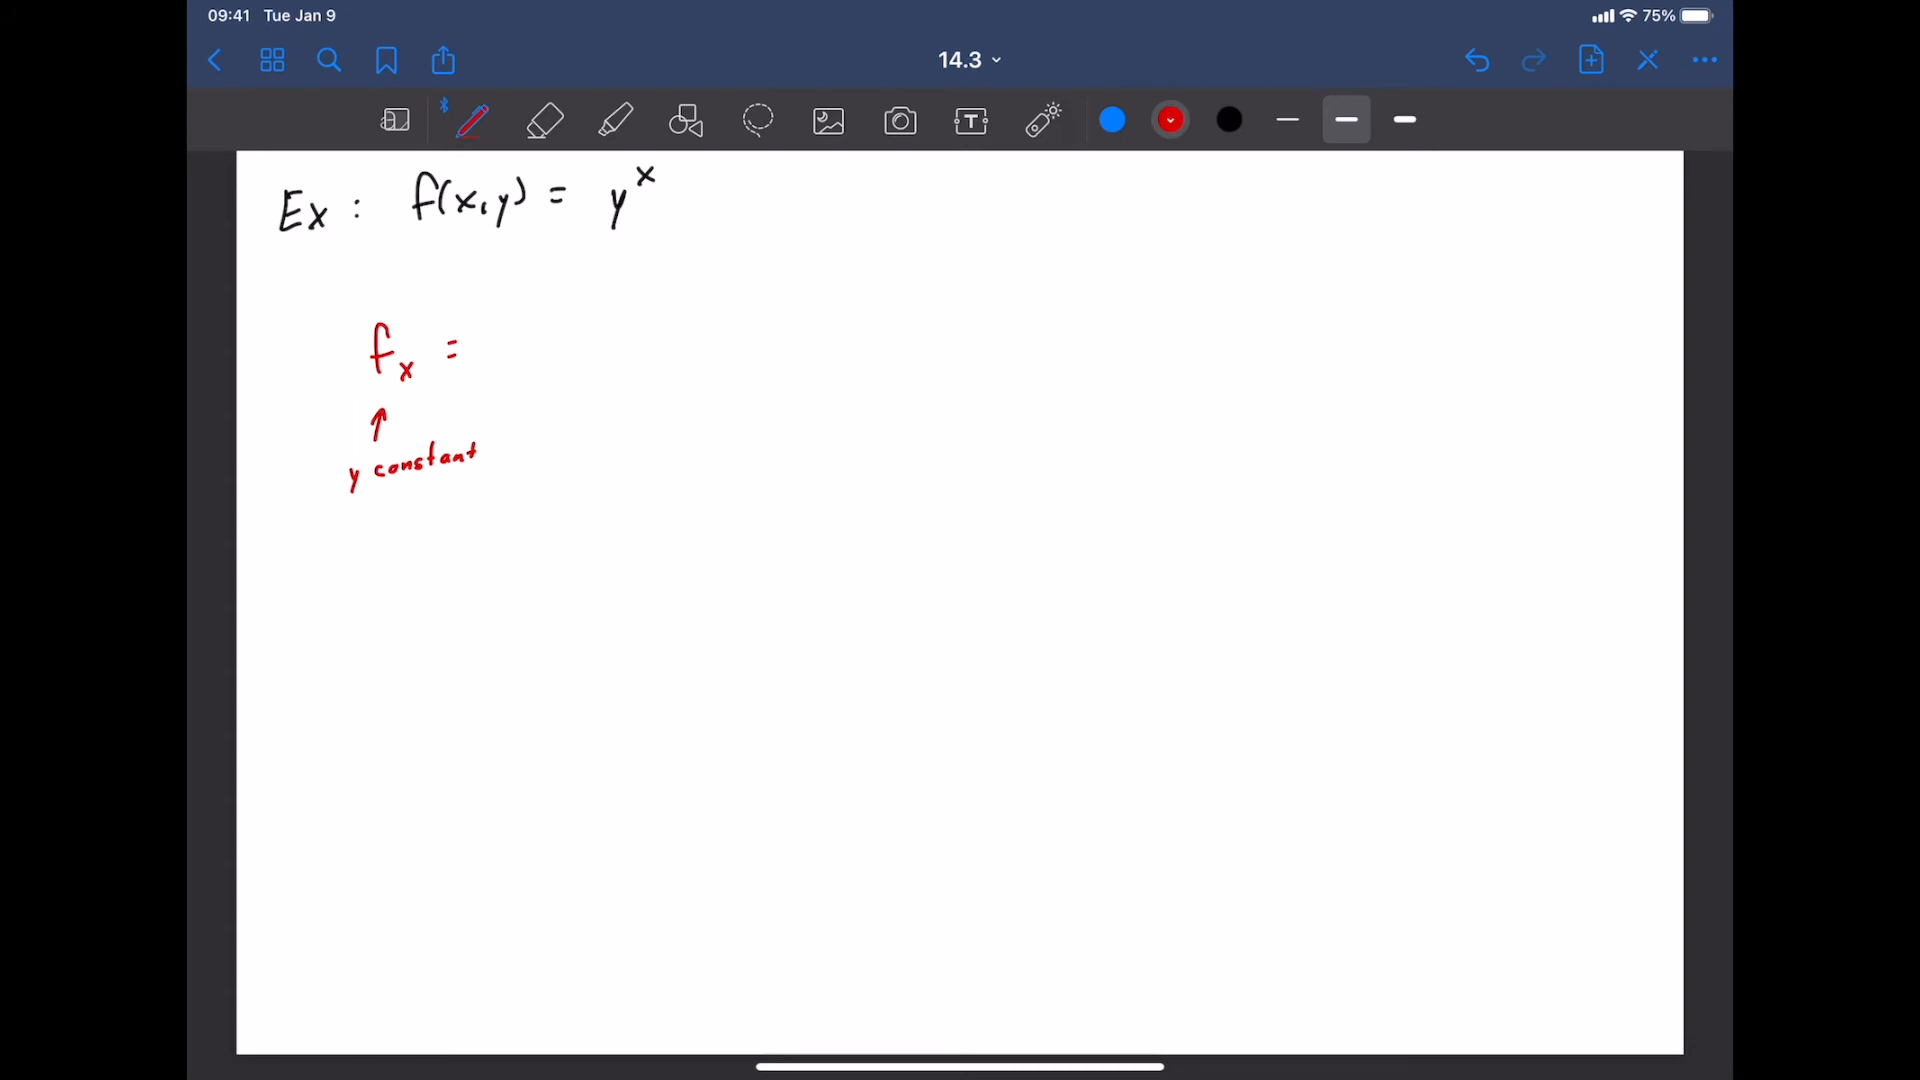 09:41 Tue Jan 9 75%
14.3
Ex : f(x,y) = y^x
f_x =
↑
y constant